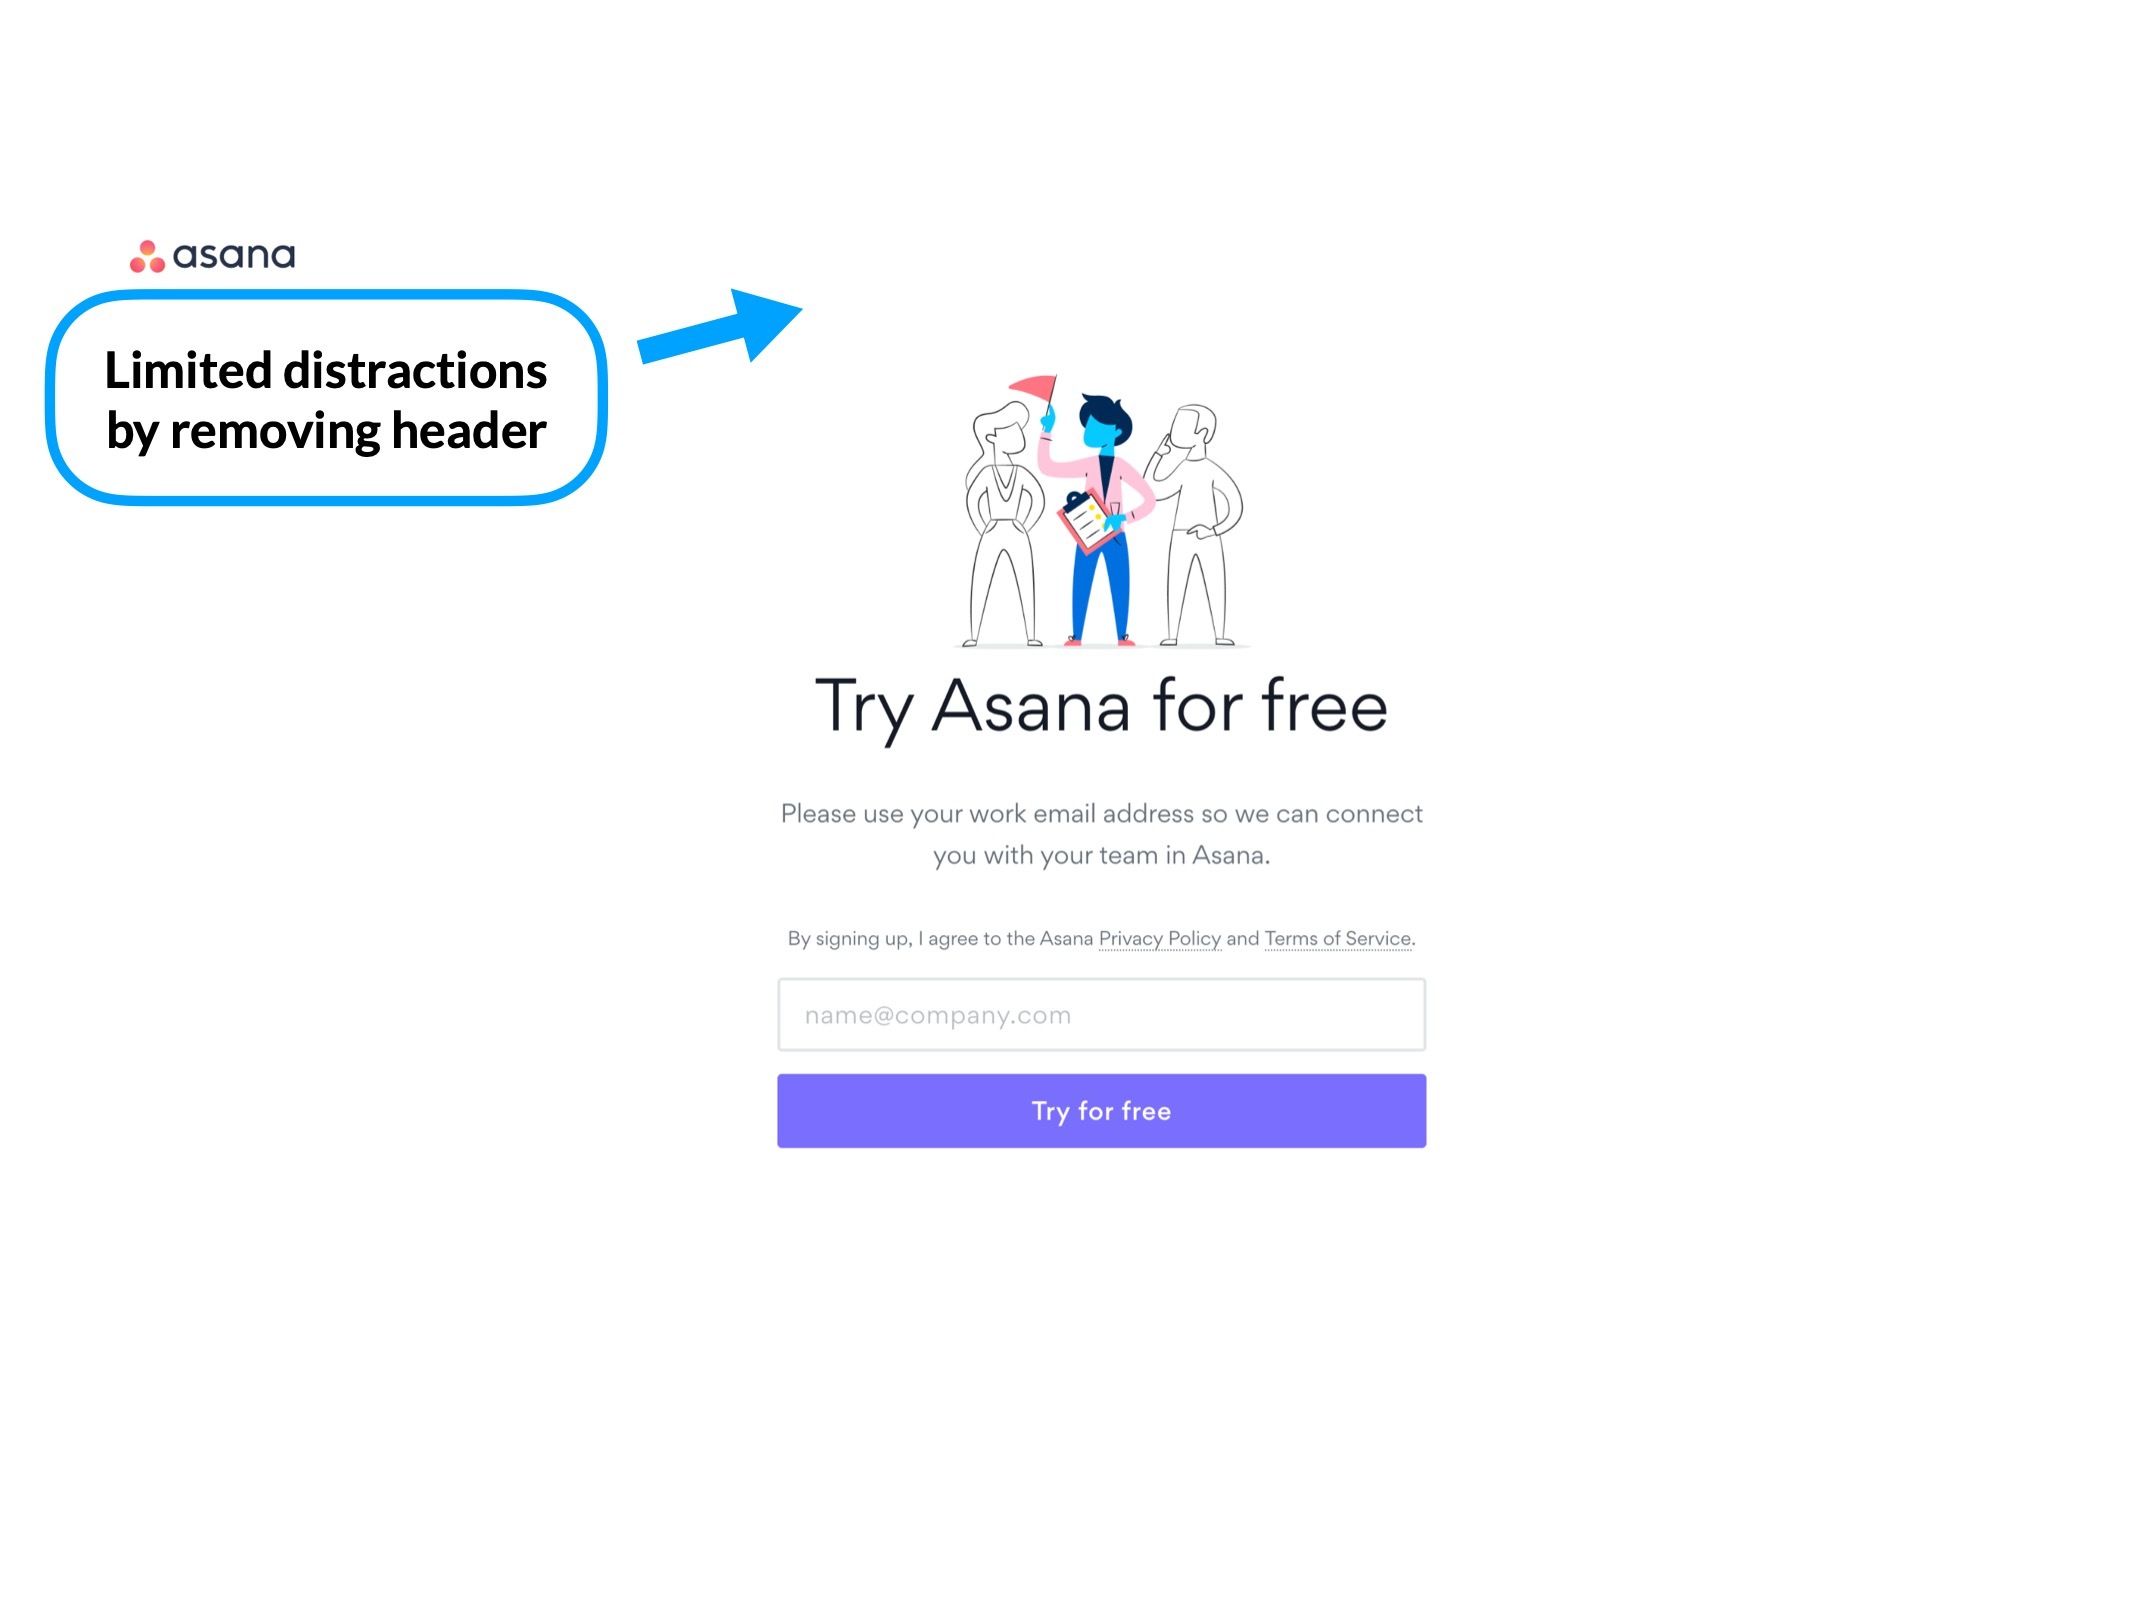 asana
Limited distractions
by removing header
Try Asana for free
Please use your work email address so we can connect
you with your team in Asana.
By signing up, I agree to the Asana Privacy Policy and Terms of Service.
name@company.com
Try for free